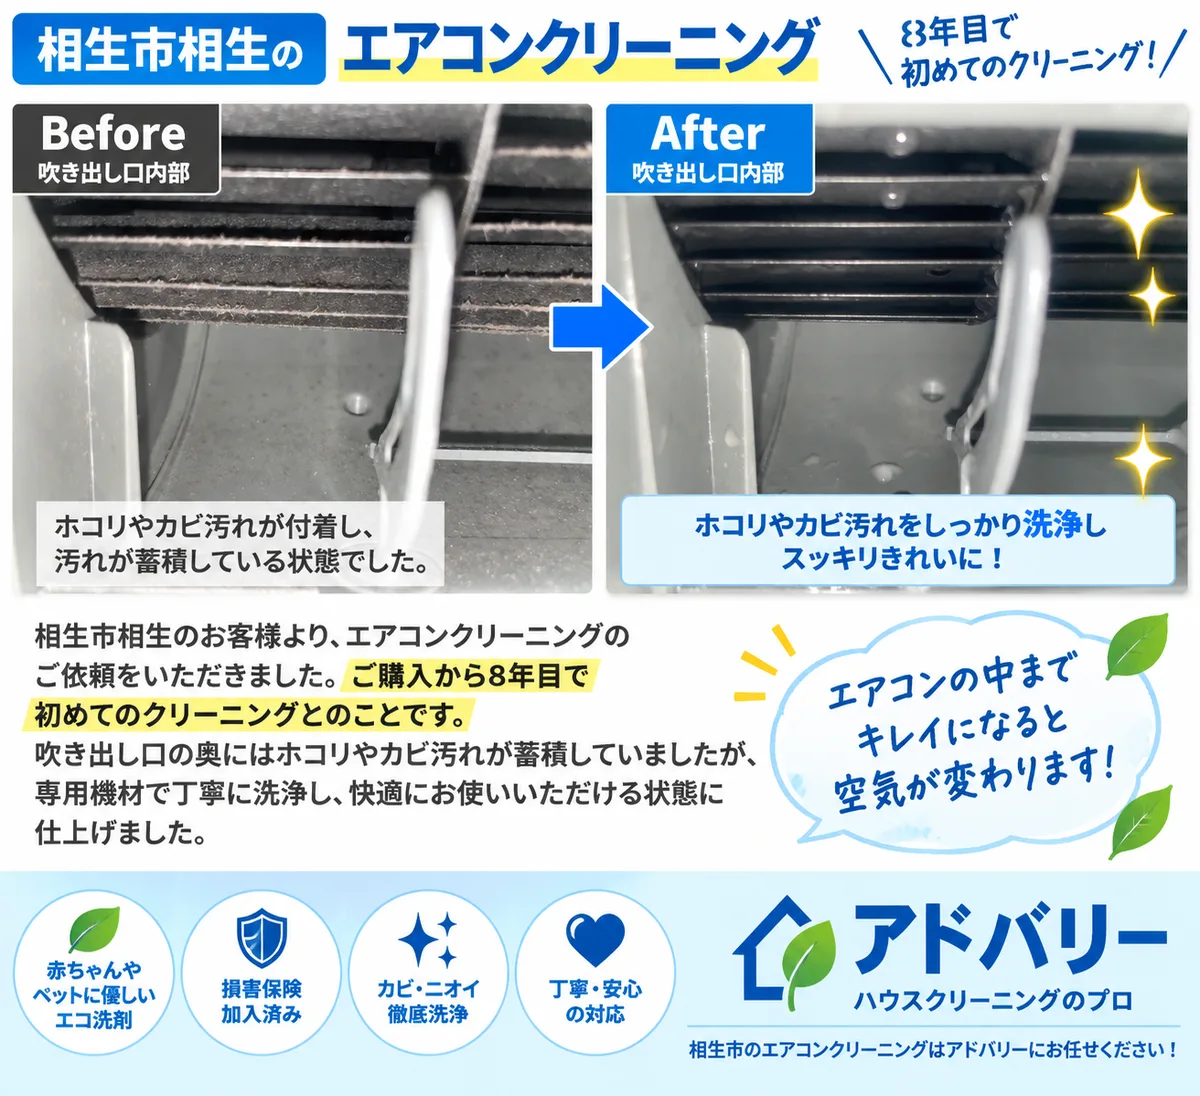 相生市相生の
エアコンクリーニング
8年目で
初めてのクリーニング！
Before
吹き出し口内部
After
吹き出し口内部
ホコリやカビ汚れが付着し、
汚れが蓄積している状態でした。
ホコリやカビ汚れをしっかり洗浄し
スッキリきれいに！
相生市相生のお客様より、エアコンクリーニングの
ご依頼をいただきました。ご購入から8年目で
初めてのクリーニングとのことです。
吹き出し口の奥にはホコリやカビ汚れが蓄積していましたが、
専用機材で丁寧に洗浄し、快適にお使いいただける状態に
仕上げました。
エアコンの中まで
キレイになると
空気が変わります！
赤ちゃんや
ペットに優しい
エコ洗剤
損害保険
加入済み
カビ・ニオイ
徹底洗浄
丁寧・安心
の対応
アドバリー
ハウスクリーニングのプロ
相生市のエアコンクリーニングはアドバリーにお任せください！